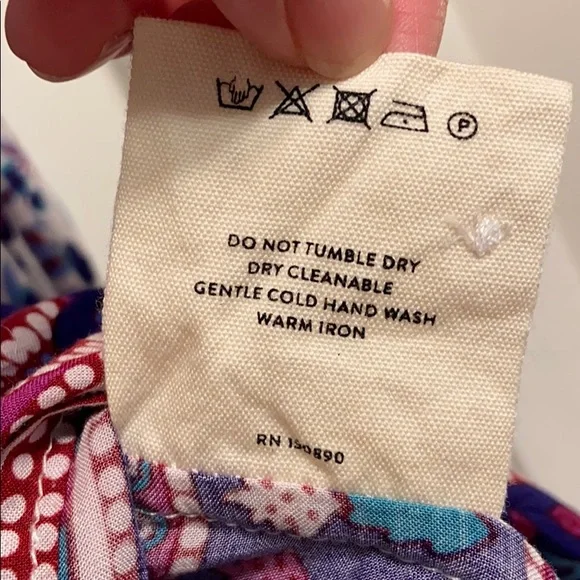 P
DO NOT TUMBLE DRY
DRY CLEANABLE
GENTLE COLD HAND WASH
WARM IRON
RN